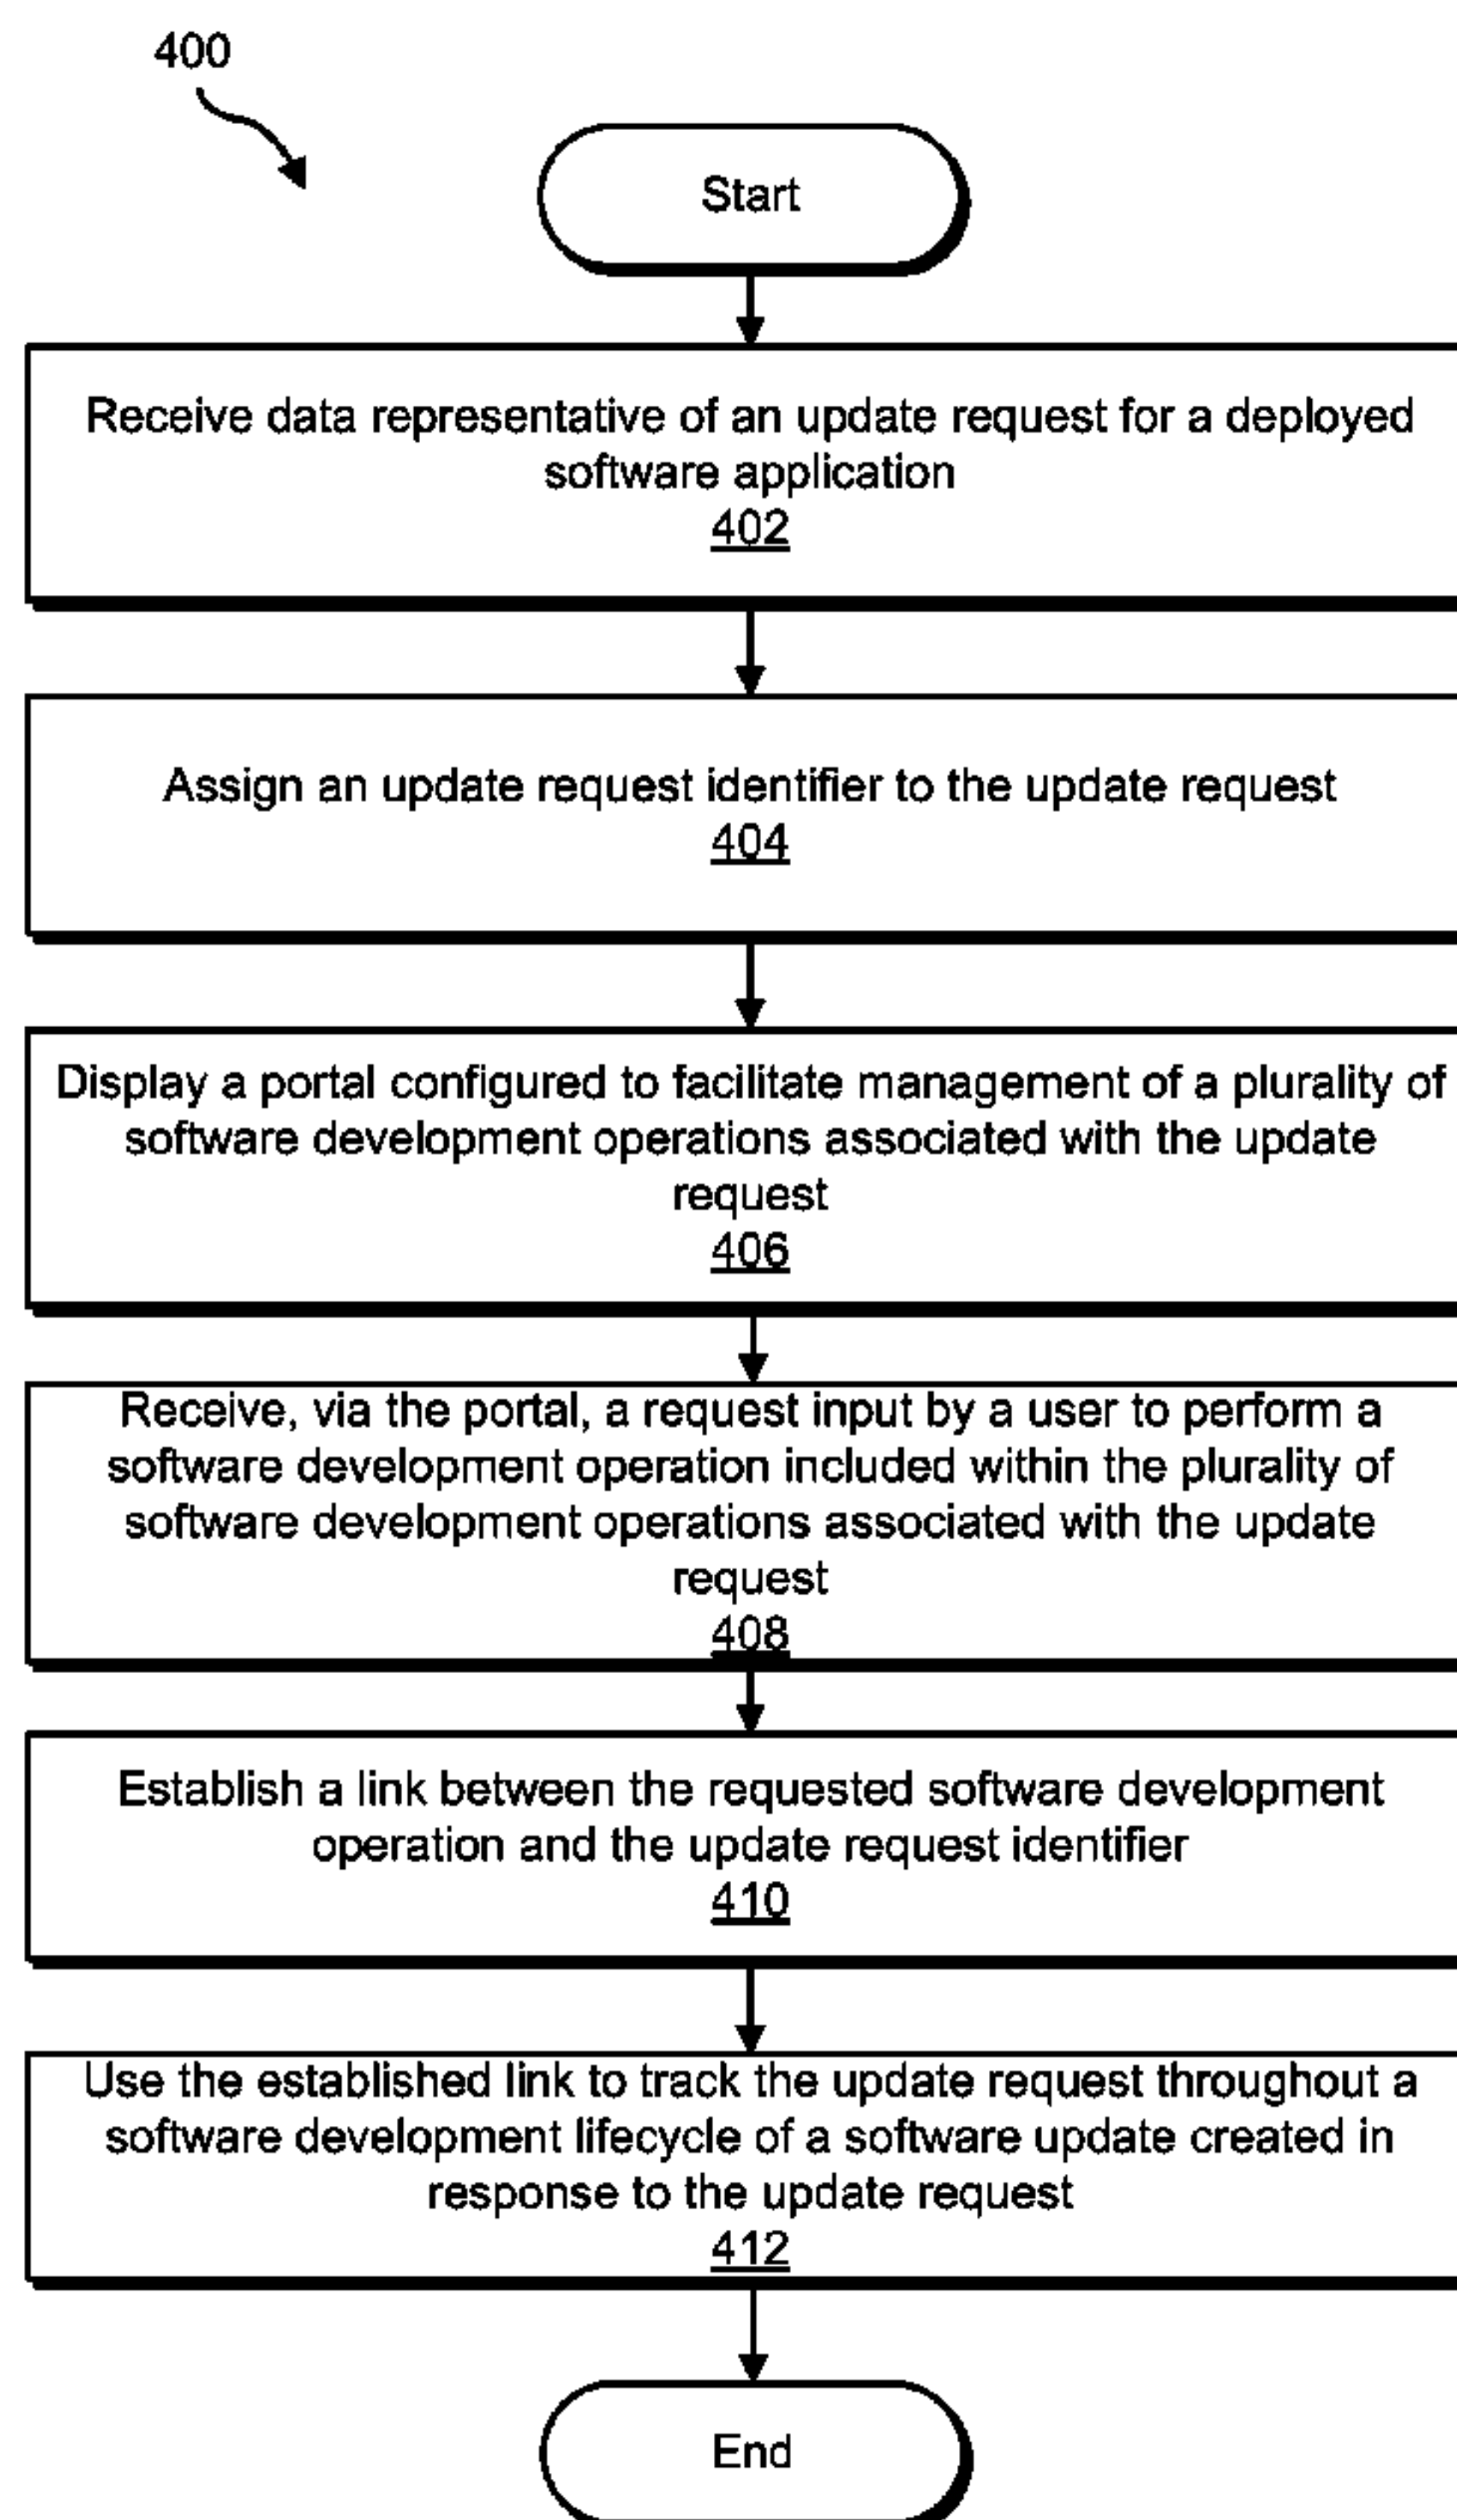 400
Start
Receive data representative of an update request for a deployed
software application
402
Assign an update request identifier to the update request
404
Display a portal configured to facilitate management of a plurality of
software development operations associated with the update
request
406
Receive, via the portal, a request input by a user to perform a
software development operation included within the plurality of
software development operations associated with the update
request
408
Establish a link between the requested software development
operation and the update request identifier
410
Use the established link to track the update request throughout a
software development lifecycle of a software update created in
response to the update request
412
End